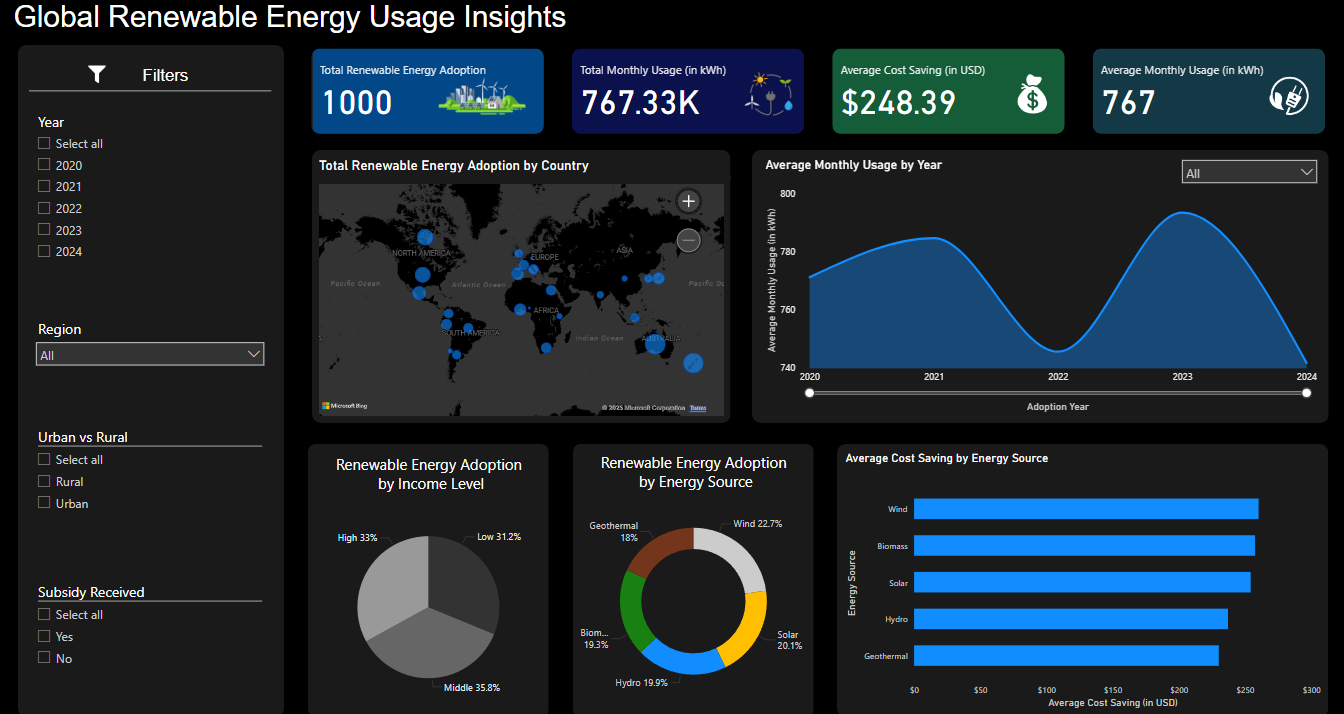 Global Renewable Energy Usage Insights
Filters
Year
Select all
2020
2021
2022
2023
2024
Region
All
Urban vs Rural
Select all
Rural
Urban
Subsidy Received
Select all
Yes
No
Total Renewable Energy Adoption
1000
Total Monthly Usage (in kWh)
767.33K
Average Cost Saving (in USD)
$248.39
Average Monthly Usage (in kWh)
767
Total Renewable Energy Adoption by Country
NORTH AMERICA
EUROPE
ASIA
Pacific Ocean
Atlantic Ocean
Pacific Oc
AFRICA
SOUTH AMERICA
Indian Ocean
AUSTRALIA
Microsoft Bing
© 2025 Microsoft Corporation Terms
Average Monthly Usage by Year
All
Average Monthly Usage (in kWh)
800
780
760
740
2020 2021 2022 2023 2024
Adoption Year
Renewable Energy Adoption
by Income Level
High 33%
Low 31.2%
Middle 35.8%
Renewable Energy Adoption
by Energy Source
Geothermal
18%
Wind 22.7%
Biom...
19.3%
Solar
20.1%
Hydro 19.9%
Average Cost Saving by Energy Source
Energy Source
Wind
Biomass
Solar
Hydro
Geothermal
$0 $50 $100 $150 $200 $250 $300
Average Cost Saving (in USD)